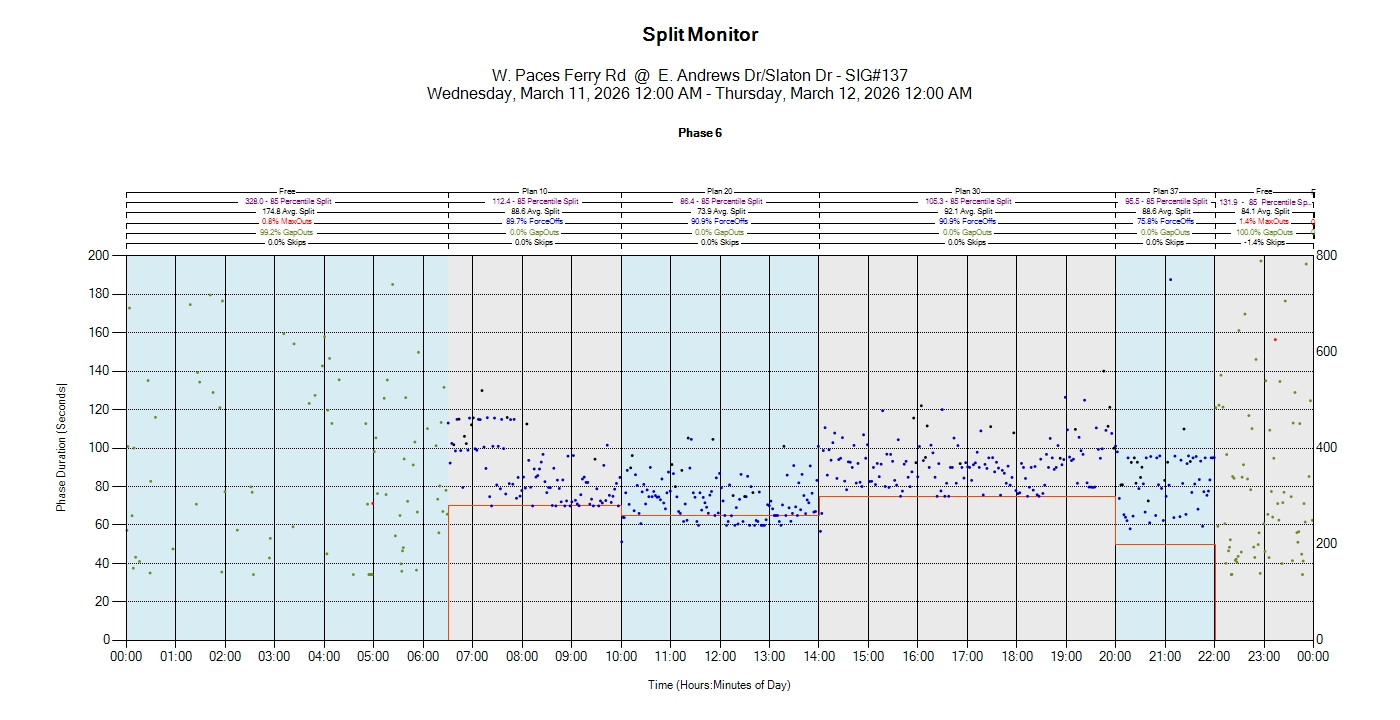 Split Monitor
W. Paces Ferry Rd @ E. Andrews Dr/Slaton Dr - SIG#137
Wednesday, March 11, 2026 12:00 AM - Thursday, March 12, 2026 12:00 AM
Phase 6
Free Plan 10 Plan 20 Plan 30 Plan 37 Free
328.0 - 85 Percentile Split 112.4 - 85 Percentile Split 86.4 - 85 Percentile Split 105.3 - 85 Percentile Split 95.5 - 85 Percentile Split 131.9 - 85 Percentile Sp...
174.8 Avg. Split 88.6 Avg. Split 73.9 Avg. Split 92.1 Avg. Split 88.6 Avg. Split 84.1 Avg. Split
0.8% MaxOuts 89.7% ForceOffs 90.9% ForceOffs 90.9% ForceOffs 75.8% ForceOffs 1.4% MaxOuts
99.2% GapOuts 0.0% GapOuts 0.0% GapOuts 0.0% GapOuts 0.0% GapOuts 100.0% GapOuts
0.0% Skips 0.0% Skips 0.0% Skips 0.0% Skips 0.0% Skips -1.4% Skips
200 800
180
160
600
140
120
100 400
80
60
200
40
20
0 0
Phase Duration (Seconds)
00:00 01:00 02:00 03:00 04:00 05:00 06:00 07:00 08:00 09:00 10:00 11:00 12:00 13:00 14:00 15:00 16:00 17:00 18:00 19:00 20:00 21:00 22:00 23:00 00:00
Time (Hours:Minutes of Day)